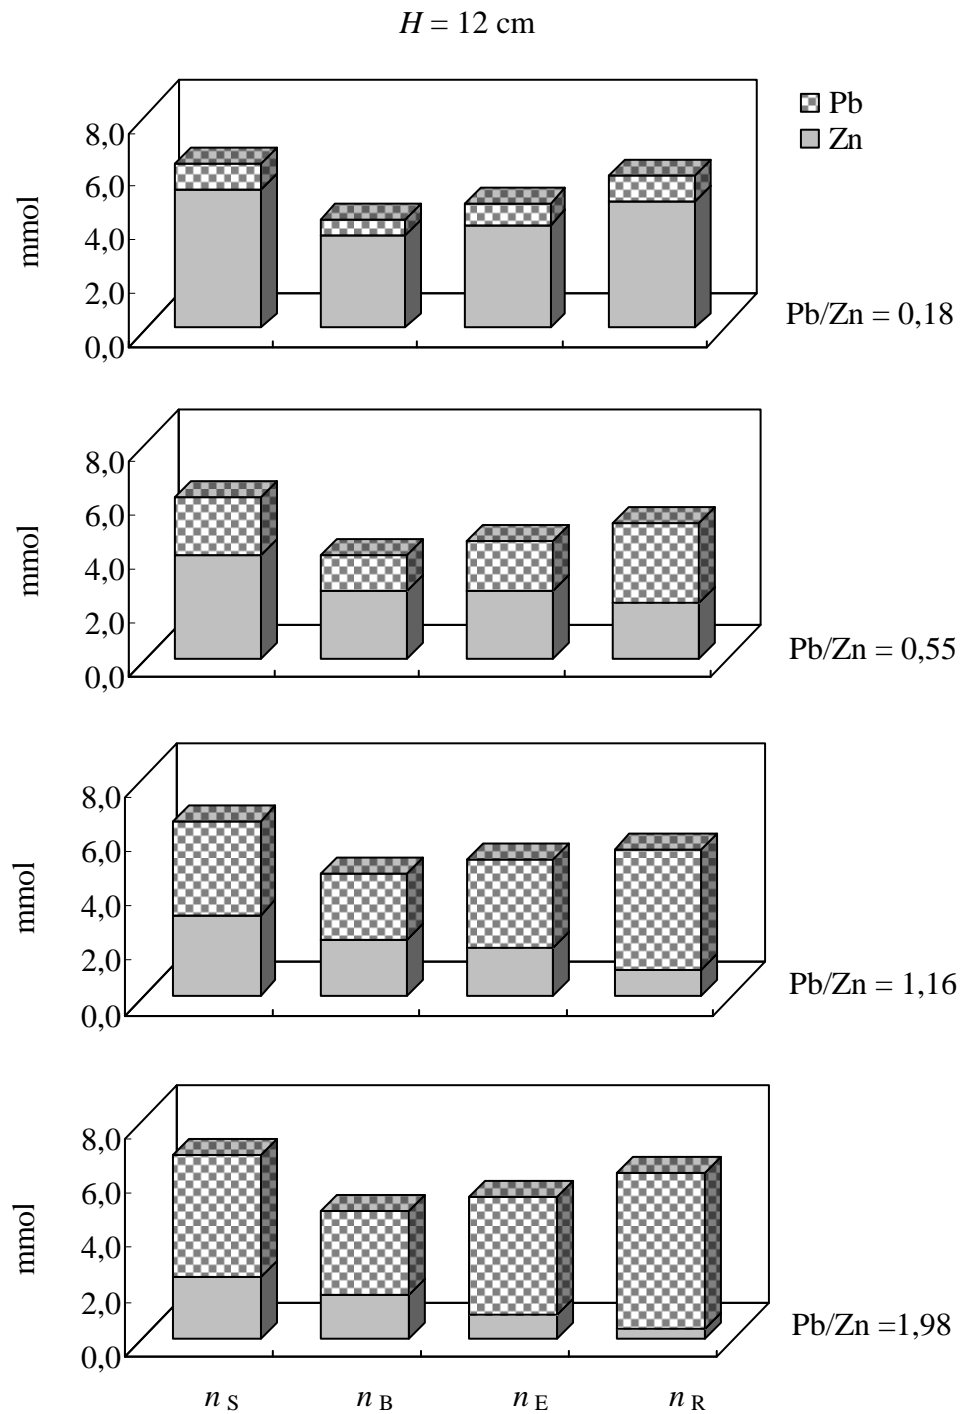 H = 12 cm
Pb
Zn
8,0
6,0
4,0
2,0
0,0
mmol
Pb/Zn = 0,18
8,0
6,0
4,0
2,0
0,0
mmol
Pb/Zn = 0,55
8,0
6,0
4,0
2,0
0,0
mmol
Pb/Zn = 1,16
8,0
6,0
4,0
2,0
0,0
mmol
Pb/Zn =1,98
n S n B n E n R